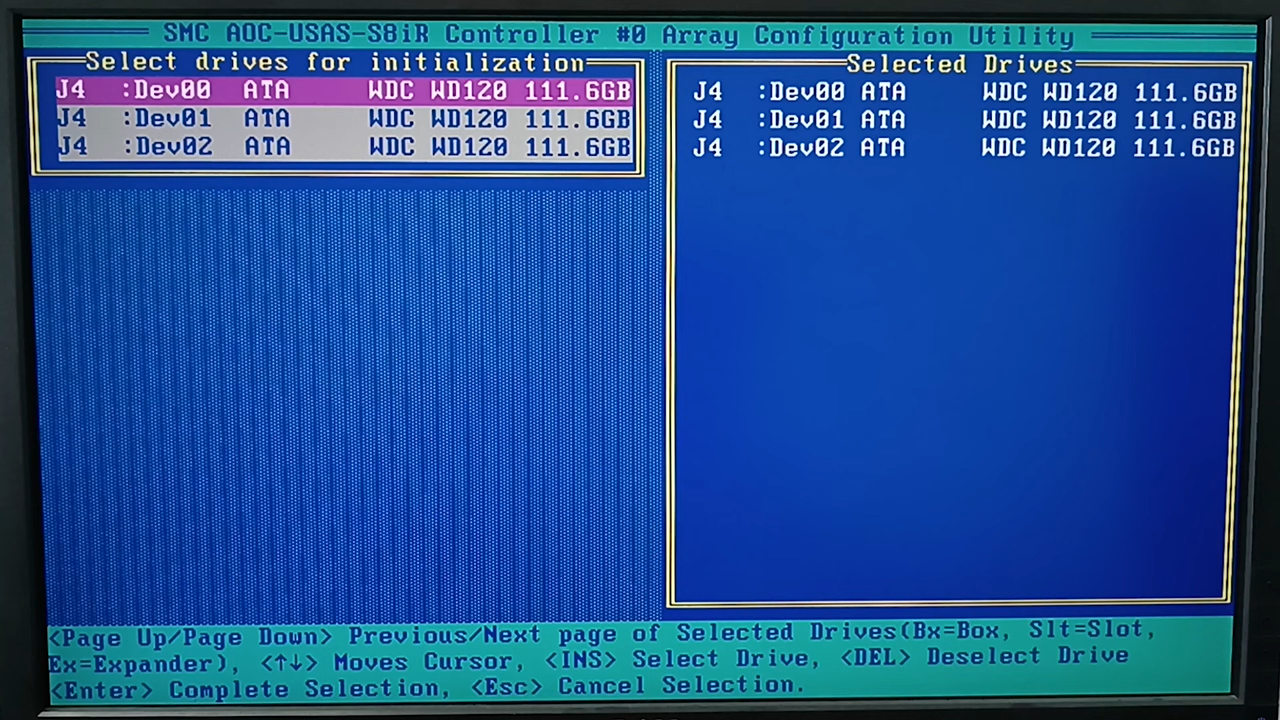 SMC AOC-USAS-S8iR Controller #0 Array Configuration Utility
Select drives for initialization
J4 :Dev00 ATA WDC WD120 111.6GB
J4 :Dev01 ATA WDC WD120 111.6GB
J4 :Dev02 ATA WDC WD120 111.6GB
Selected Drives
J4 :Dev00 ATA WDC WD120 111.6GB
J4 :Dev01 ATA WDC WD120 111.6GB
J4 :Dev02 ATA WDC WD120 111.6GB
<Page Up/Page Down> Previous/Next page of Selected Drives(Bx=Box, Slt=Slot,
Ex=Expander), <↑↓> Moves Cursor, <INS> Select Drive, <DEL> Deselect Drive
<Enter> Complete Selection, <Esc> Cancel Selection.